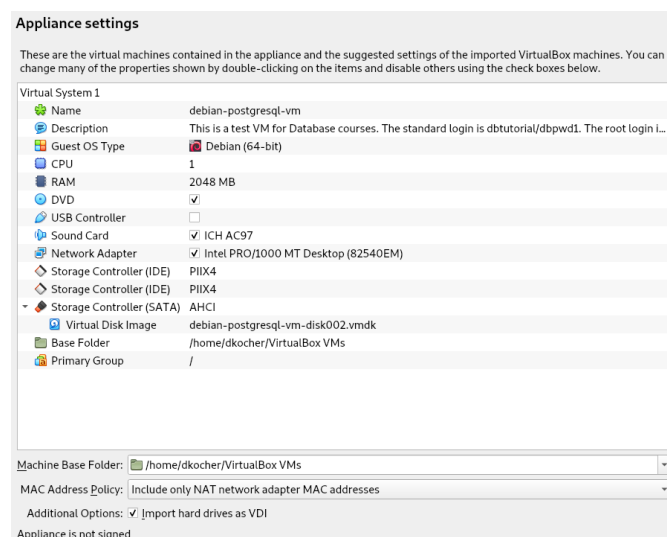 Appliance settings
These are the virtual machines contained in the appliance and the suggested settings of the imported VirtualBox machines. You can
change many of the properties shown by double-clicking on the items and disable others using the check boxes below.
Virtual System 1
Name debian-postgresql-vm
Description This is a test VM for Database courses. The standard login is dbtutorial/dbpwd1. The root login i...
Guest OS Type Debian (64-bit)
CPU 1
RAM 2048 MB
DVD
USB Controller
Sound Card ICH AC97
Network Adapter Intel PRO/1000 MT Desktop (82540EM)
Storage Controller (IDE) PIIX4
Storage Controller (IDE) PIIX4
Storage Controller (SATA) AHCI
Virtual Disk Image debian-postgresql-vm-disk002.vmdk
Base Folder /home/dkocher/VirtualBox VMs
Primary Group /
Machine Base Folder: /home/dkocher/VirtualBox VMs
MAC Address Policy: Include only NAT network adapter MAC addresses
Additional Options: Import hard drives as VDI
Appliance is not signed